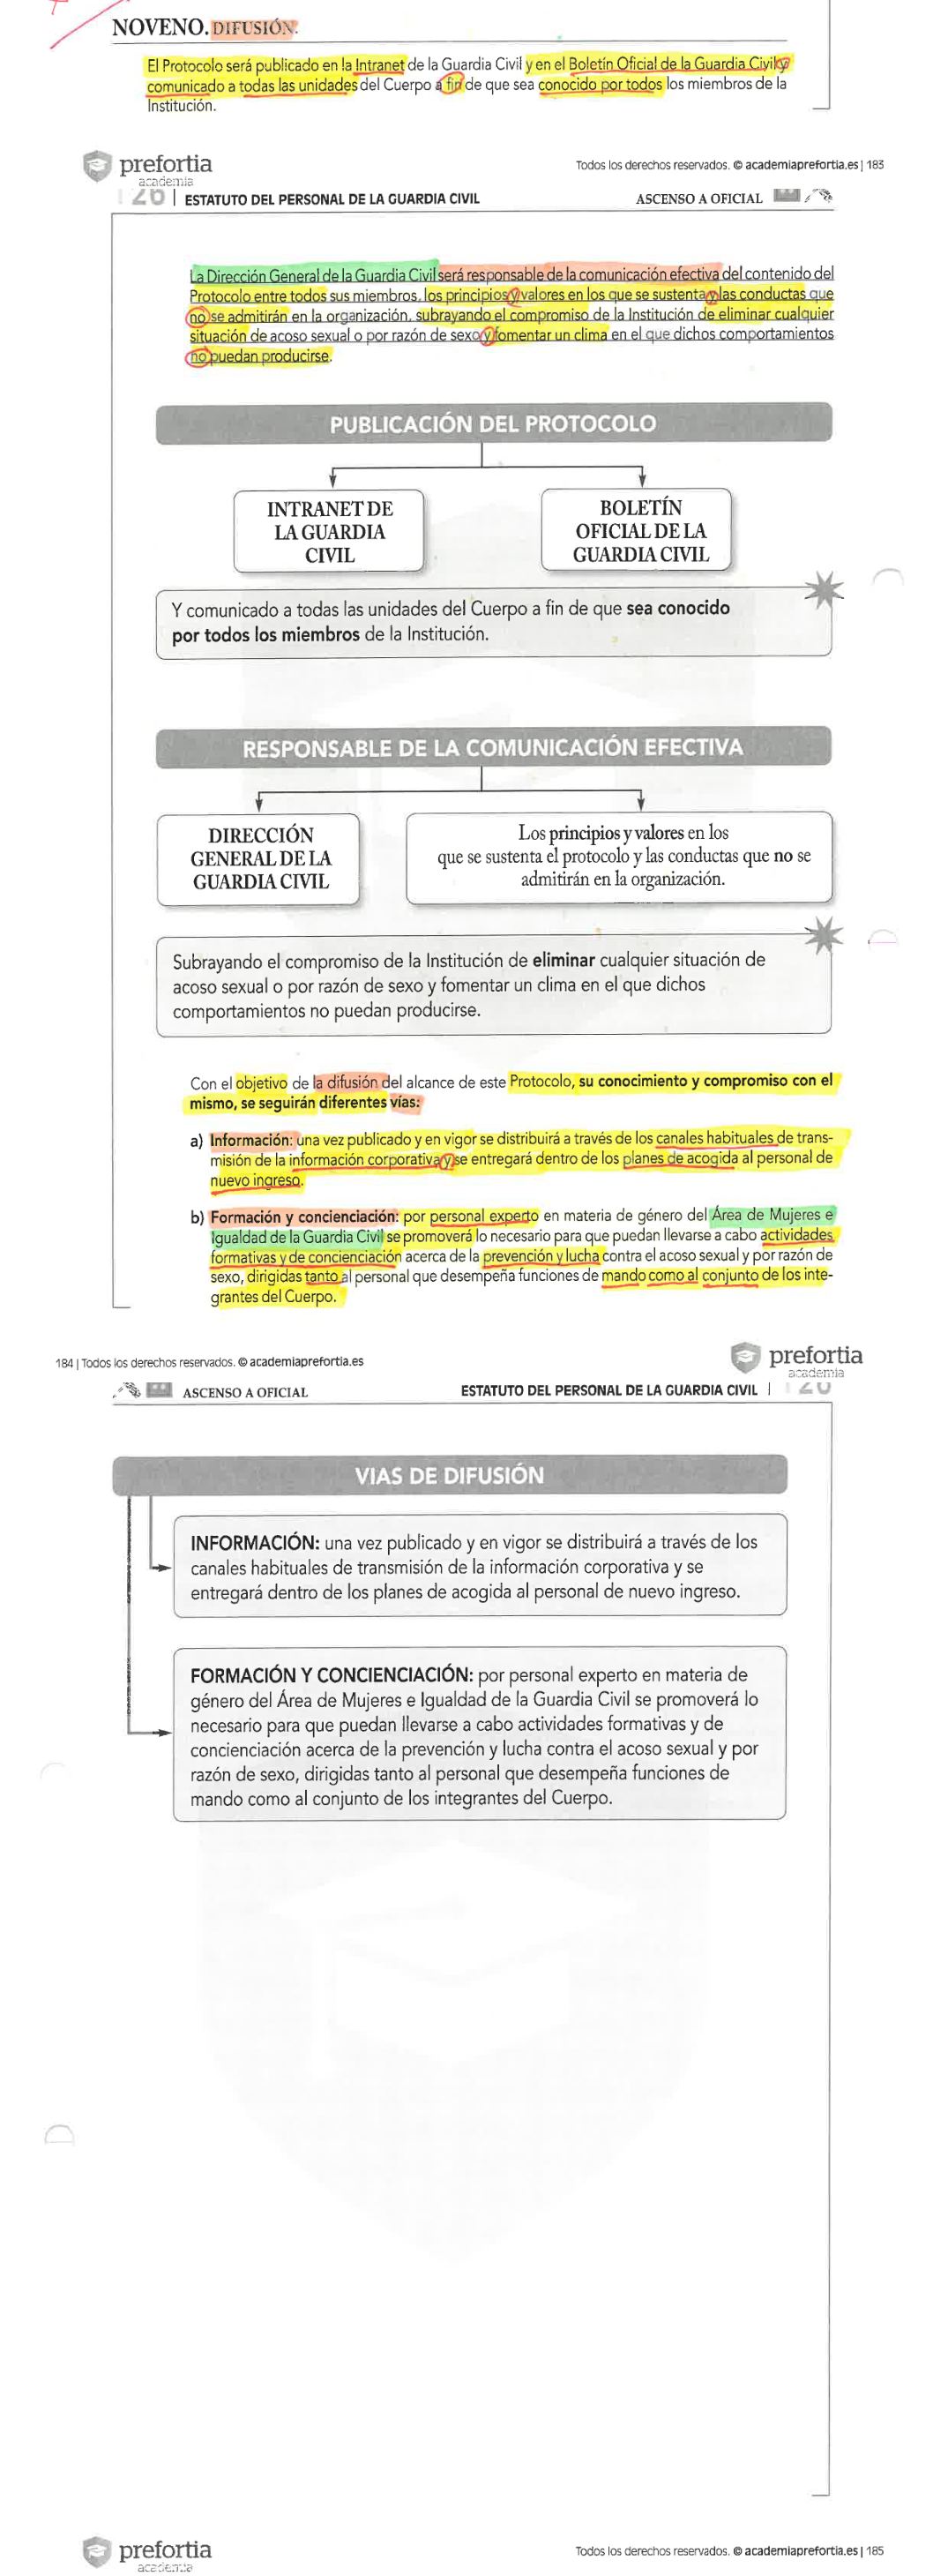 NOVENO. DIFUSIÓN.
El Protocolo será publicado en la Intranet de la Guardia Civil y en el Boletín Oficial de la Guardia Civil y
comunicado a todas las unidades del Cuerpo a fin de que sea conocido por todos los miembros de la
Institución.
prefortia
academia
Todos los derechos reservados. © academiaprefortia.es | 183
26 | ESTATUTO DEL PERSONAL DE LA GUARDIA CIVIL
ASCENSO A OFICIAL
La Dirección General de la Guardia Civil será responsable de la comunicación efectiva del contenido del
Protocolo entre todos sus miembros, los principios y valores en los que se sustenta y las conductas que
no se admitirán en la organización, subrayando el compromiso de la Institución de eliminar cualquier
situación de acoso sexual o por razón de sexo y fomentar un clima en el que dichos comportamientos
no puedan producirse.
PUBLICACIÓN DEL PROTOCOLO
INTRANET DE
LA GUARDIA
CIVIL
BOLETÍN
OFICIAL DE LA
GUARDIA CIVIL
Y comunicado a todas las unidades del Cuerpo a fin de que sea conocido
por todos los miembros de la Institución.
RESPONSABLE DE LA COMUNICACIÓN EFECTIVA
DIRECCIÓN
GENERAL DE LA
GUARDIA CIVIL
Los principios y valores en los
que se sustenta el protocolo y las conductas que no se
admitirán en la organización.
Subrayando el compromiso de la Institución de eliminar cualquier situación de
acoso sexual o por razón de sexo y fomentar un clima en el que dichos
comportamientos no puedan producirse.
Con el objetivo de la difusión del alcance de este Protocolo, su conocimiento y compromiso con el
mismo, se seguirán diferentes vías:
a) Información: una vez publicado y en vigor se distribuirá a través de los canales habituales de trans-
misión de la información corporativa y se entregará dentro de los planes de acogida al personal de
nuevo ingreso.
b) Formación y concienciación: por personal experto en materia de género del Área de Mujeres e
Igualdad de la Guardia Civil se promoverá lo necesario para que puedan llevarse a cabo actividades
formativas y de concienciación acerca de la prevención y lucha contra el acoso sexual y por razón de
sexo, dirigidas tanto al personal que desempeña funciones de mando como al conjunto de los inte-
grantes del Cuerpo.
184 | Todos los derechos reservados. © academiaprefortia.es
prefortia
academia
ASCENSO A OFICIAL
ESTATUTO DEL PERSONAL DE LA GUARDIA CIVIL | 26
VIAS DE DIFUSIÓN
INFORMACIÓN: una vez publicado y en vigor se distribuirá a través de los
canales habituales de transmisión de la información corporativa y se
entregará dentro de los planes de acogida al personal de nuevo ingreso.
FORMACIÓN Y CONCIENCIACIÓN: por personal experto en materia de
género del Área de Mujeres e Igualdad de la Guardia Civil se promoverá lo
necesario para que puedan llevarse a cabo actividades formativas y de
concienciación acerca de la prevención y lucha contra el acoso sexual y por
razón de sexo, dirigidas tanto al personal que desempeña funciones de
mando como al conjunto de los integrantes del Cuerpo.
prefortia
academia
Todos los derechos reservados. © academiaprefortia.es | 185